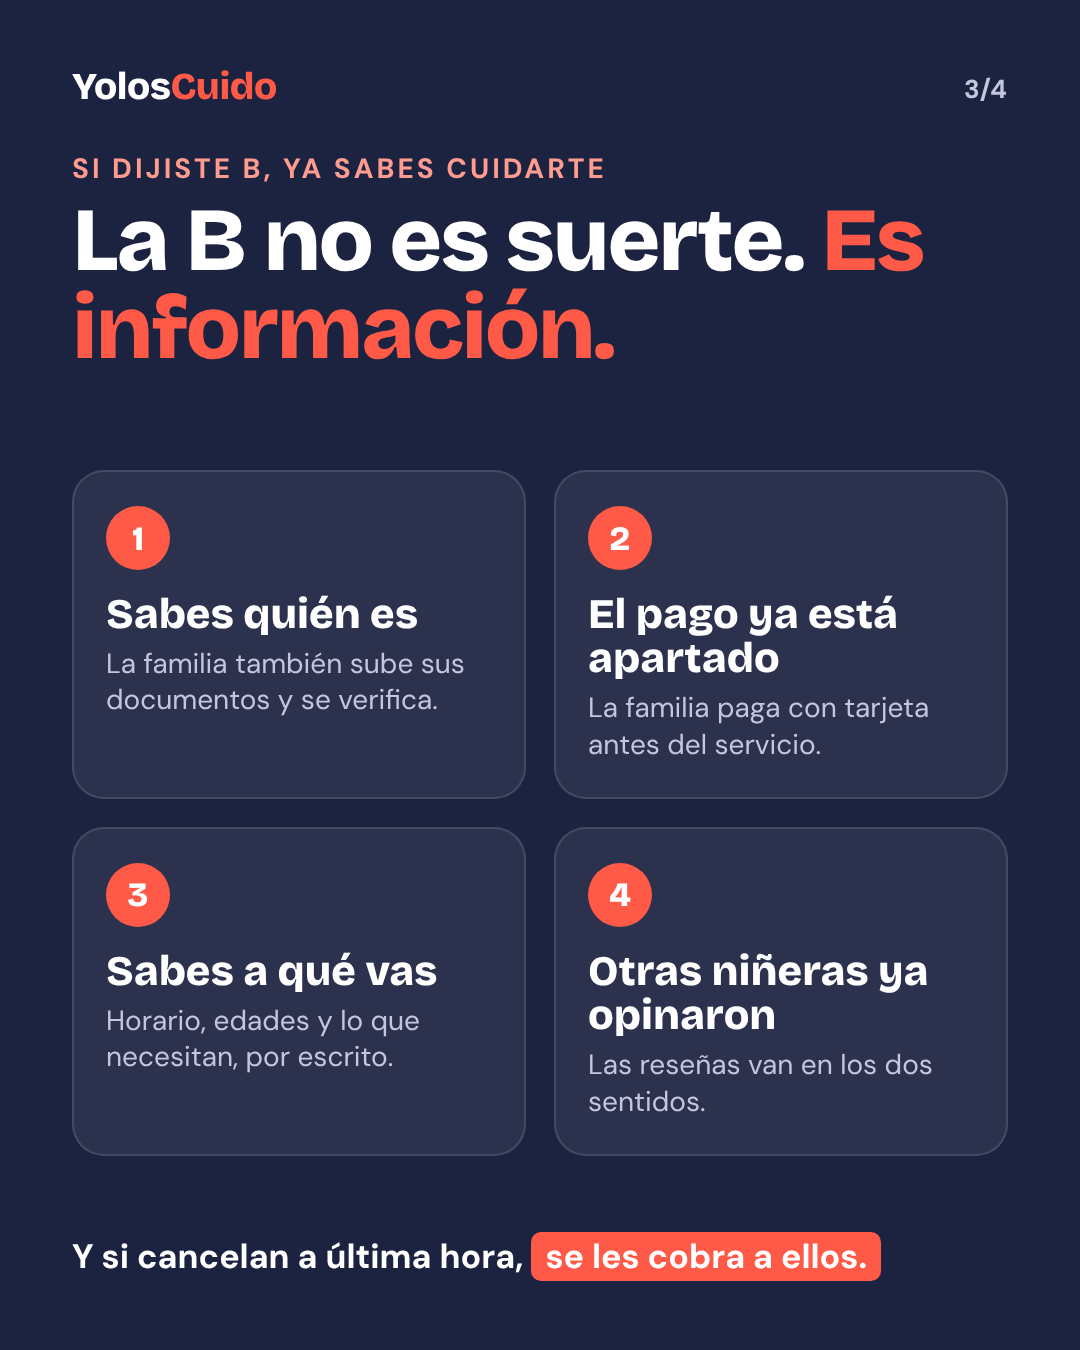 YolosCuido
3/4
SI DIJISTE B, YA SABES CUIDARTE
La B no es suerte. Es
información.
1
Sabes quién es
La familia también sube sus
documentos y se verifica.
2
El pago ya está
apartado
La familia paga con tarjeta
antes del servicio.
3
Sabes a qué vas
Horario, edades y lo que
necesitan, por escrito.
4
Otras niñeras ya
opinaron
Las reseñas van en los dos
sentidos.
Y si cancelan a última hora, se les cobra a ellos.